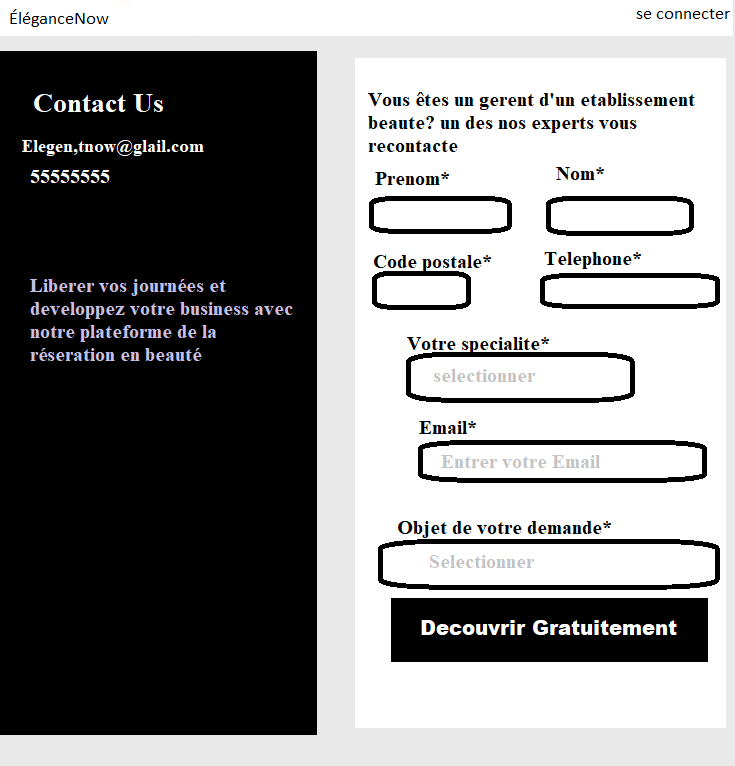 ÉléganceNow
se connecter
Contact Us
Elegen,tnow@glail.com
55555555
Liberer vos journées et
developpez votre business avec
notre plateforme de la
réseration en beauté
Vous êtes un gerent d'un etablissement
beaute? un des nos experts vous
recontacte
Prenom*
Nom*
Code postale*
Telephone*
Votre specialite*
selectionner
Email*
Entrer votre Email
Objet de votre demande*
Selectionner
Decouvrir Gratuitement